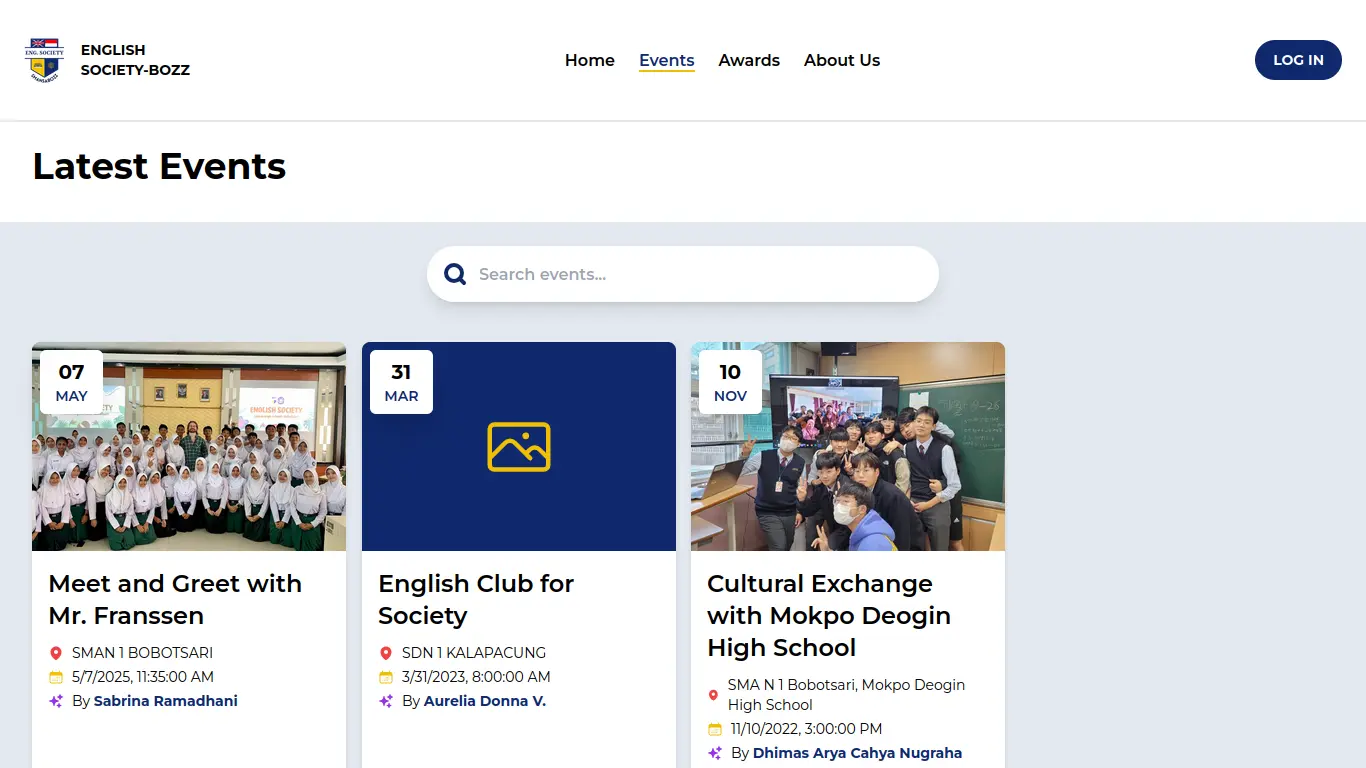 ENG. SOCIETY
SMANSABOZZ
ENGLISH
SOCIETY-BOZZ
Home
Events
Awards
About Us
LOG IN
Latest Events
Search events...
07
MAY
ENGLISH SOCIETY
Meet and Greet with
Mr. Franssen
SMAN 1 BOBOTSARI
5/7/2025, 11:35:00 AM
By Sabrina Ramadhani
31
MAR
English Club for
Society
SDN 1 KALAPACUNG
3/31/2023, 8:00:00 AM
By Aurelia Donna V.
10
NOV
Cultural Exchange
with Mokpo Deogin
High School
SMA N 1 Bobotsari, Mokpo Deogin
High School
11/10/2022, 3:00:00 PM
By Dhimas Arya Cahya Nugraha